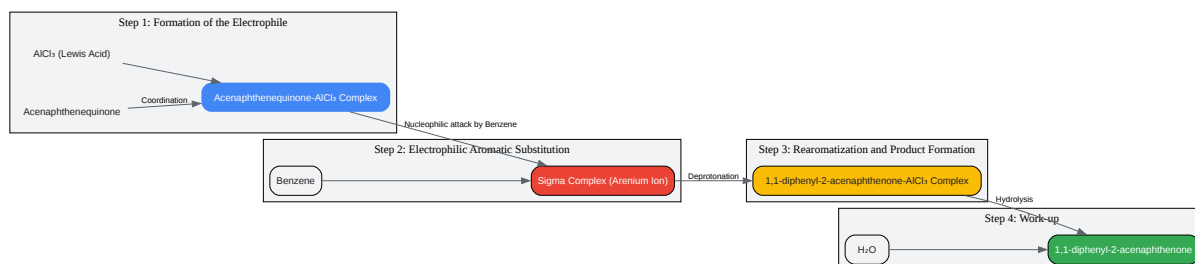 Step 1: Formation of the Electrophile
AlCl₃ (Lewis Acid)
Acenaphthenequinone
Coordination
Acenaphthenequinone-AlCl₃ Complex
Nucleophilic attack by Benzene
Step 2: Electrophilic Aromatic Substitution
Benzene
Sigma Complex (Arenium Ion)
Deprotonation
Step 3: Rearomatization and Product Formation
1,1-diphenyl-2-acenaphthenone-AlCl₃ Complex
Hydrolysis
Step 4: Work-up
H₂O
1,1-diphenyl-2-acenaphthenone